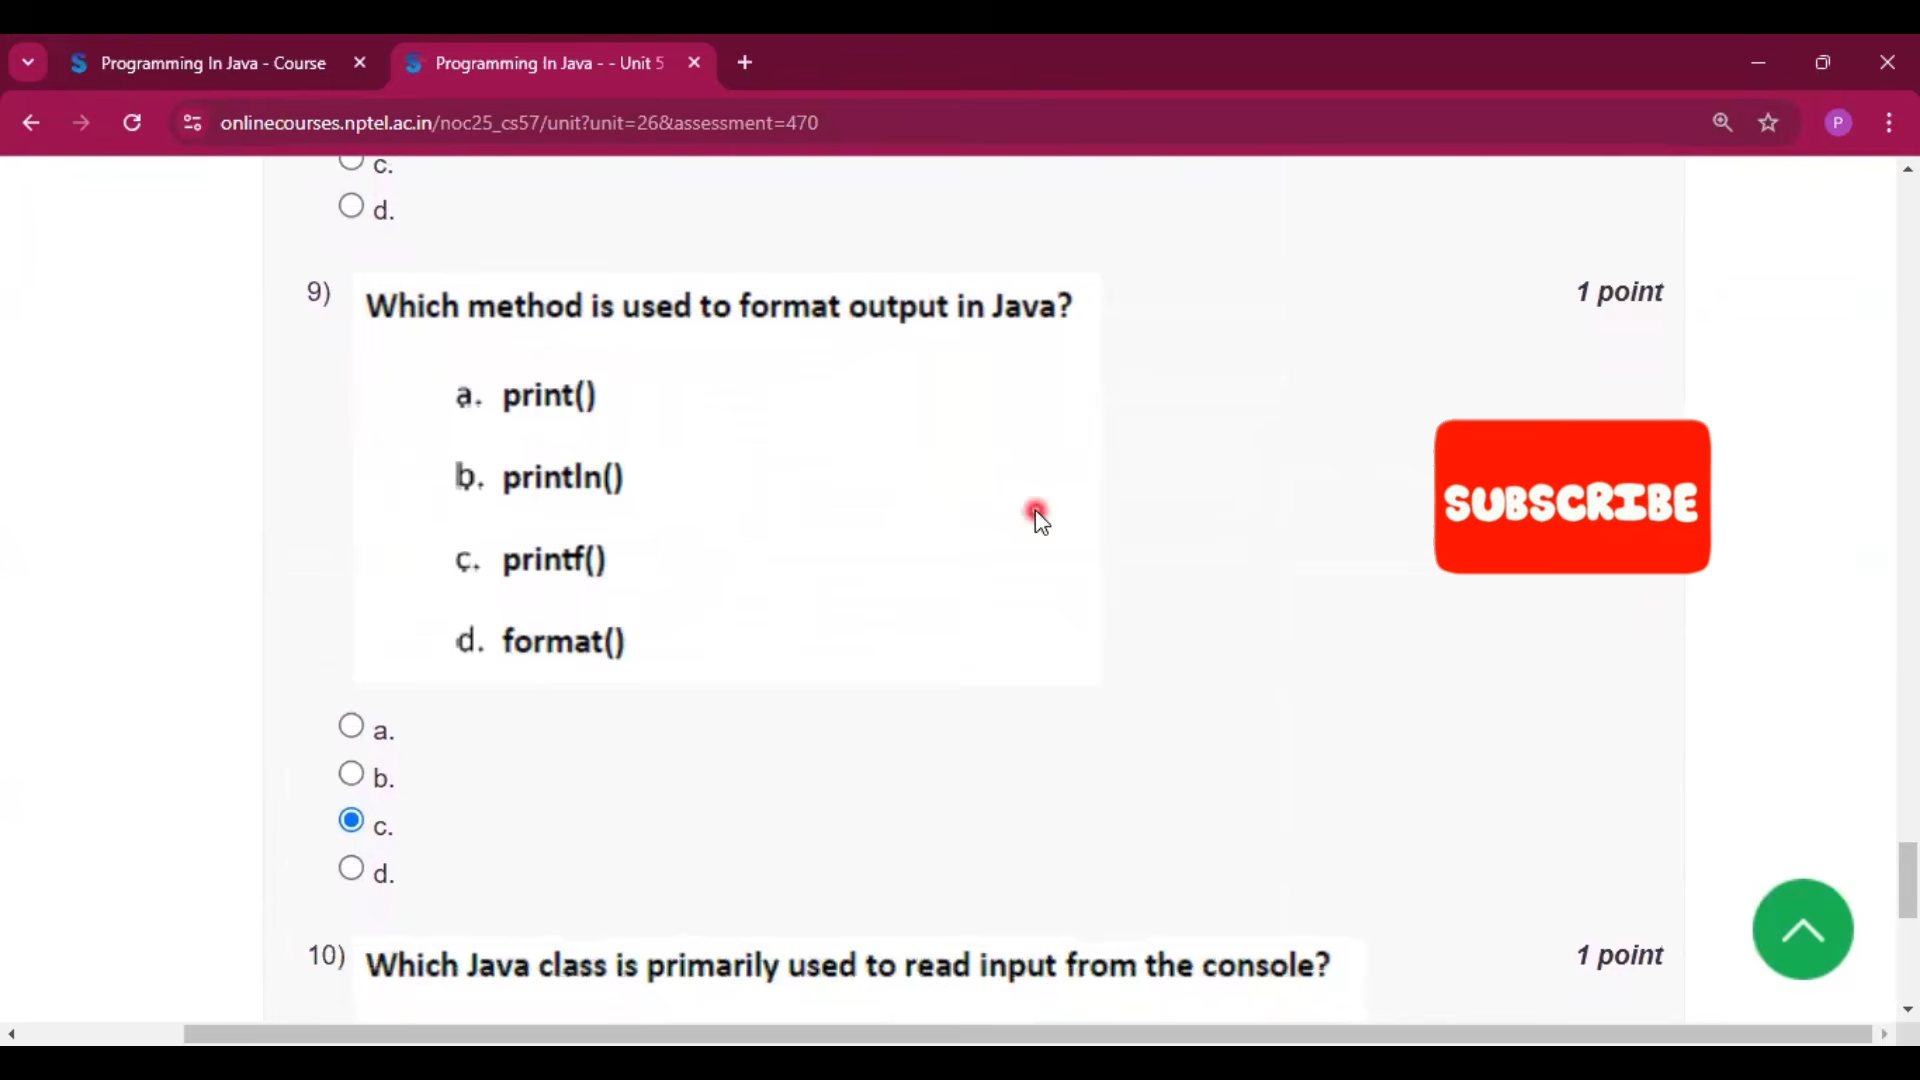 Programming In Java - Course
Programming In Java - - Unit 5
onlinecourses.nptel.ac.in/noc25_cs57/unit?unit=26&assessment=470
P
c.
d.
9)
Which method is used to format output in Java?
1 point
a. print()
b. println()
c. printf()
d. format()
SUBSCRIBE
a.
b.
c.
d.
10)
Which Java class is primarily used to read input from the console?
1 point